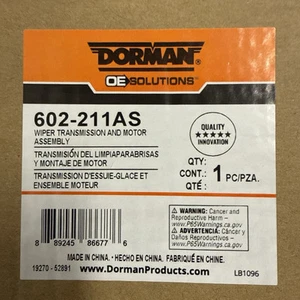 DORMAN®
OE SOLUTIONS™
602-211AS
WIPER TRANSMISSION AND MOTOR
ASSEMBLY
TRANSMISIÓN DEL LIMPIAPARABRISAS
Y MONTAJE DE MOTOR
TRANSMISSION D'ESSUIE-GLACE ET
ENSEMBLE MOTEUR
QUALITY
★★★★★
INNOVATION
QTY:
CONT.: 1 PC/PZA.
QTÉ :
8 89245 86677 6
19270 - 52891
WARNING: Cancer and
Reproductive Harm –
www.P65Warnings.ca.gov
ADVERTENCIA: Cáncer y
Daños Reproductivos –
www.P65Warnings.ca.gov
MADE IN CHINA. • HECHO EN CHINA. FABRIQUÉ EN CHINE.
www.DormanProducts.com
LB1096